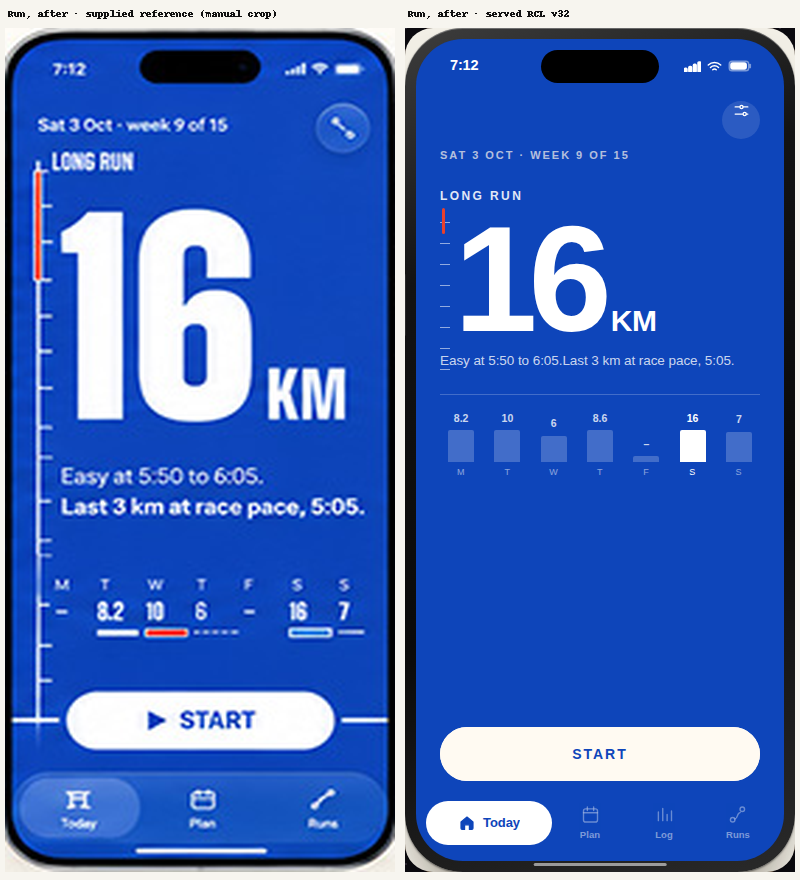 Run, after · supplied reference (manual crop)
7:12
Sat 3 Oct · week 9 of 15
LONG RUN
16 KM
Easy at 5:50 to 6:05.
Last 3 km at race pace, 5:05.
M T W T F S S
– 8.2 10 6 – 16 7
START
Today Plan Runs
Run, after · served RCL v32
7:12
SAT 3 OCT · WEEK 9 OF 15
LONG RUN
16 KM
Easy at 5:50 to 6:05.Last 3 km at race pace, 5:05.
8.2 10 6 8.6 – 16 7
M T W T F S S
START
Today Plan Log Runs